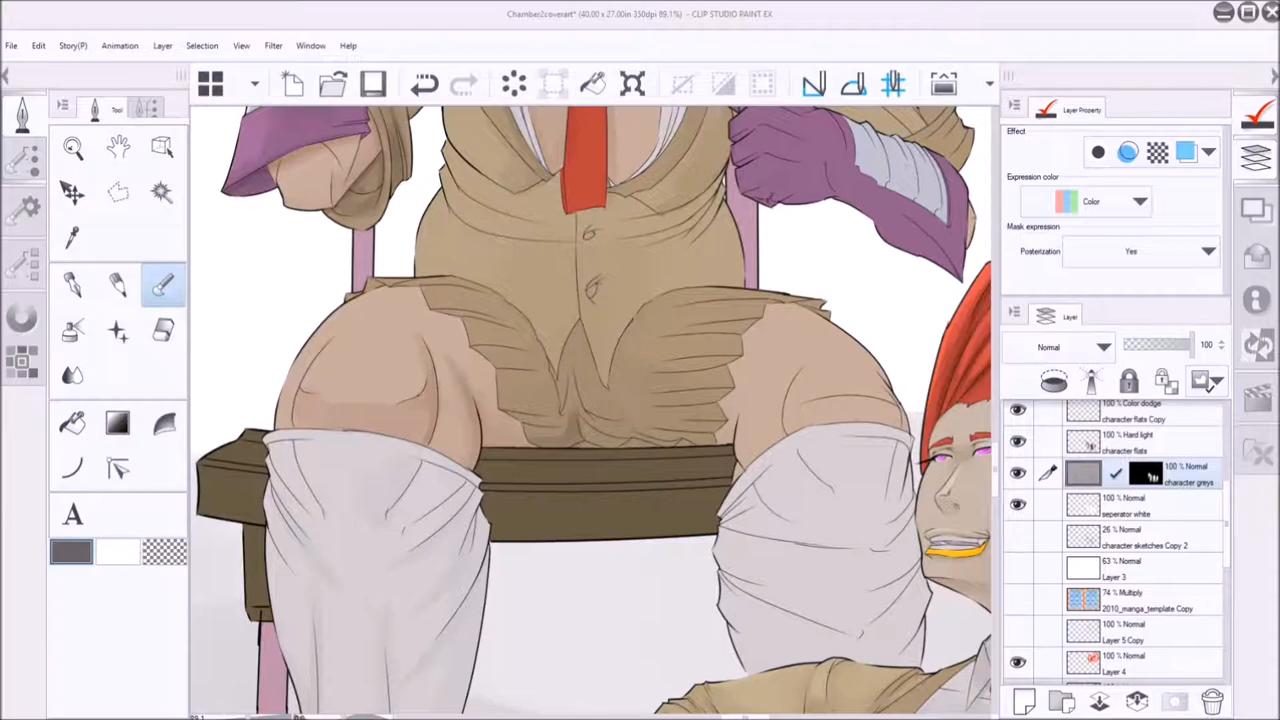 Chamber2coverart* (40.00 x 27.00in 350dpi 89.1%) - CLIP STUDIO PAINT EX
File Edit Story(P) Animation Layer Selection View Filter Window Help
Tool
Layer Property
Effect
Expression color
Color
Mask expression
Posterization Yes
Layer
Normal 100
100 % Color dodge
character flats Copy
100 % Hard light
character flats
100 % Normal
character greys
100 % Normal
seperator white
26 % Normal
character sketches Copy 2
63 % Normal
Layer 3
74 % Multiply
2010_manga_template Copy
100 % Normal
Layer 5 Copy
100 % Normal
Layer 4
A